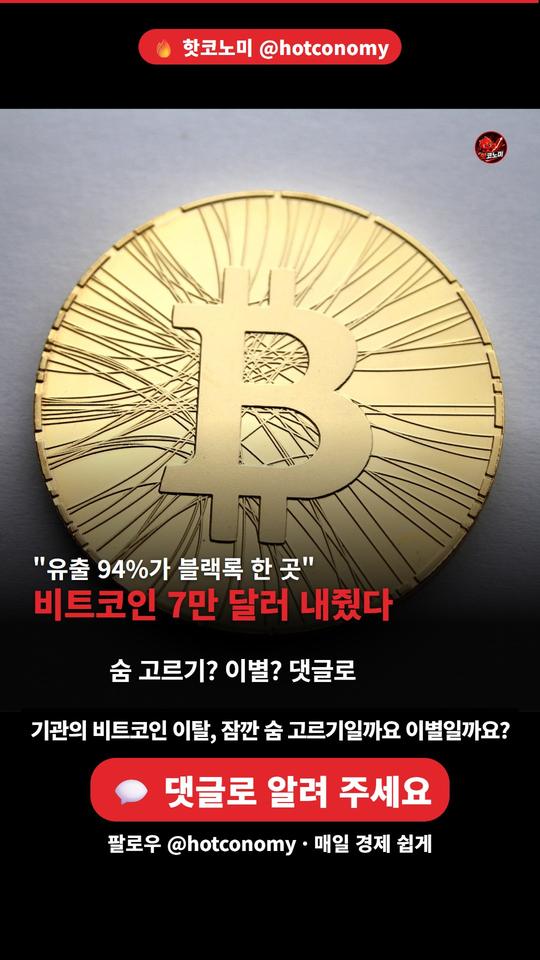 핫코노미 @hotconomy
코노미
"유출 94%가 블랙록 한 곳"
비트코인 7만 달러 내줬다
숨 고르기? 이별? 댓글로
기관의 비트코인 이탈, 잠깐 숨 고르기일까요 이별일까요?
댓글로 알려 주세요
팔로우 @hotconomy · 매일 경제 쉽게